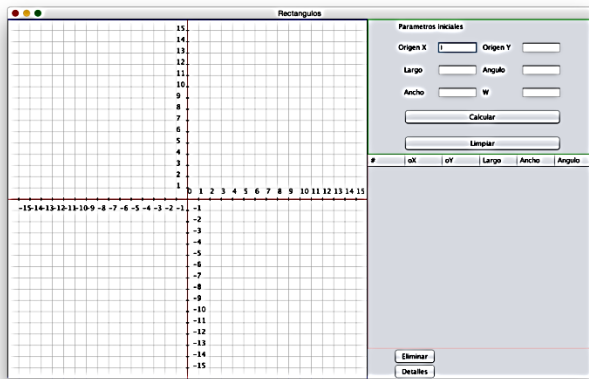 Rectangulos
15
14
13
12
11
10
9
8
7
6
5
4
3
2
1
0 1 2 3 4 5 6 7 8 9 10 11 12 13 14 15
-15-14-13-12-11-10-9 -8 -7 -6 -5 -4 -3 -2 -1
-1
-2
-3
-4
-5
-6
-7
-8
-9
-10
-11
-12
-13
-14
-15
Parametros iniciales
Origen X Origen Y
Largo Angulo
Ancho W
Calcular
Limpiar
# oX oY Largo Ancho Angulo
Eliminar
Detalles